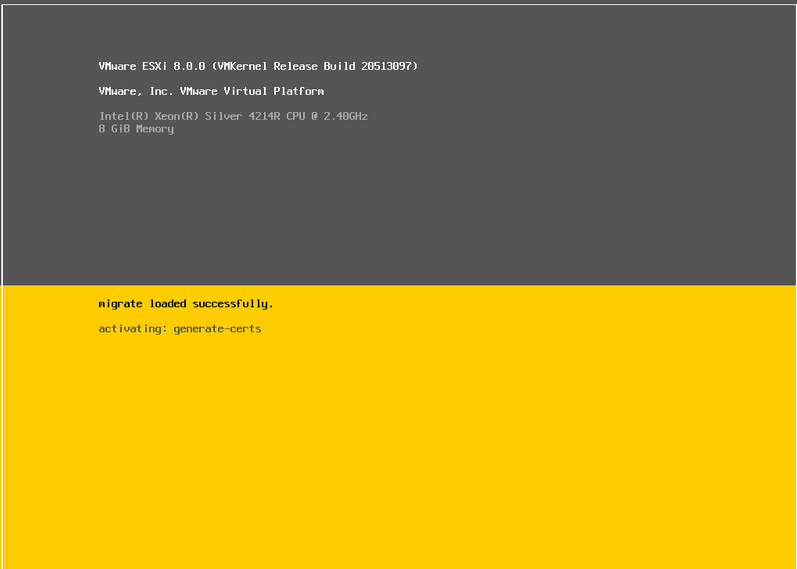 VMware ESXi 8.0.0 (VMKernel Release Build 20513097)
VMware, Inc. VMware Virtual Platform
Intel(R) Xeon(R) Silver 4214R CPU @ 2.40GHz
8 GiB Memory
migrate loaded successfully.
activating: generate-certs